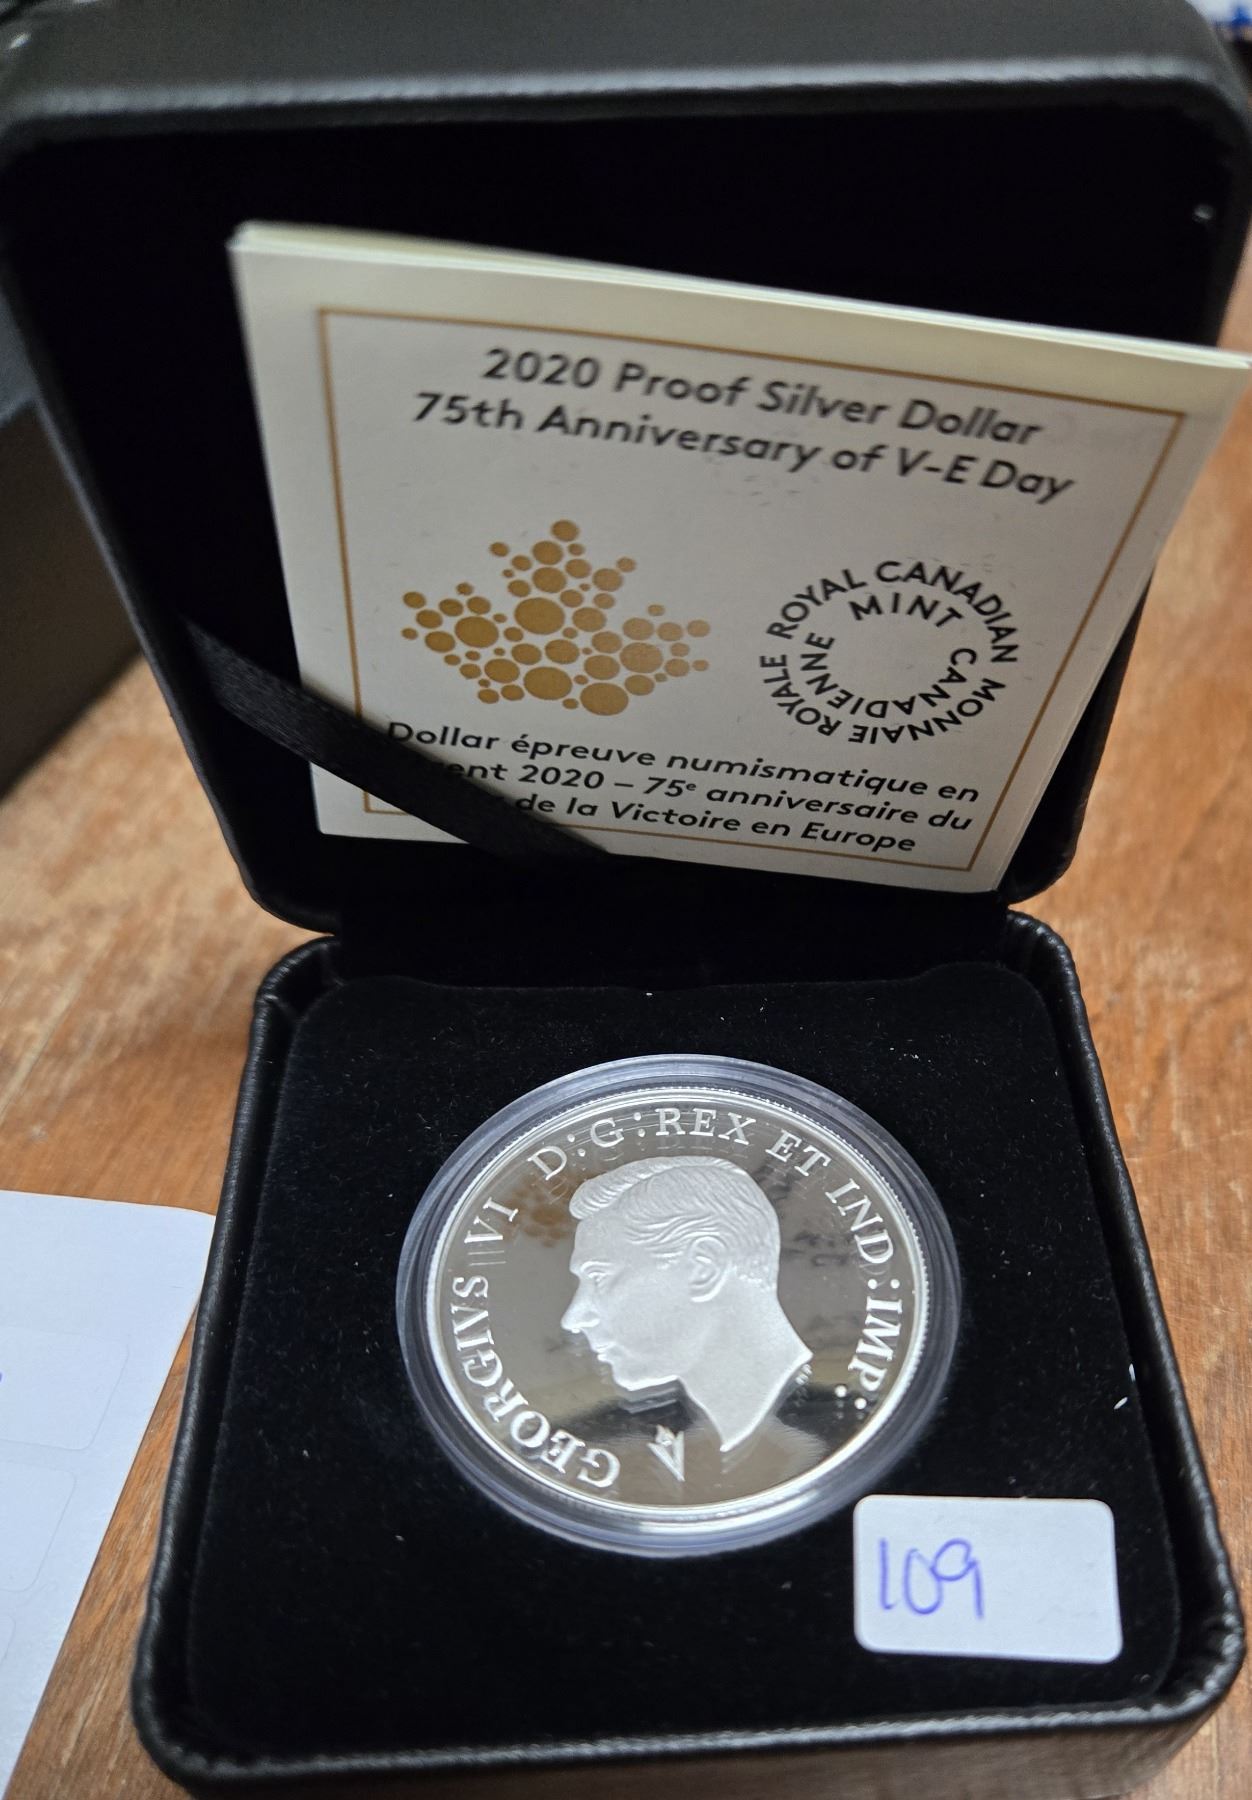 2020 Proof Silver Dollar
75th Anniversary of V-E Day
ROYAL CANADIAN MINT
MONNAIE ROYALE CANADIENNE
Dollar épreuve numismatique en
2020 – 75e anniversaire du
de la Victoire en Europe
GEORGIVS VI D:G:REX ET IND:IMP:
109